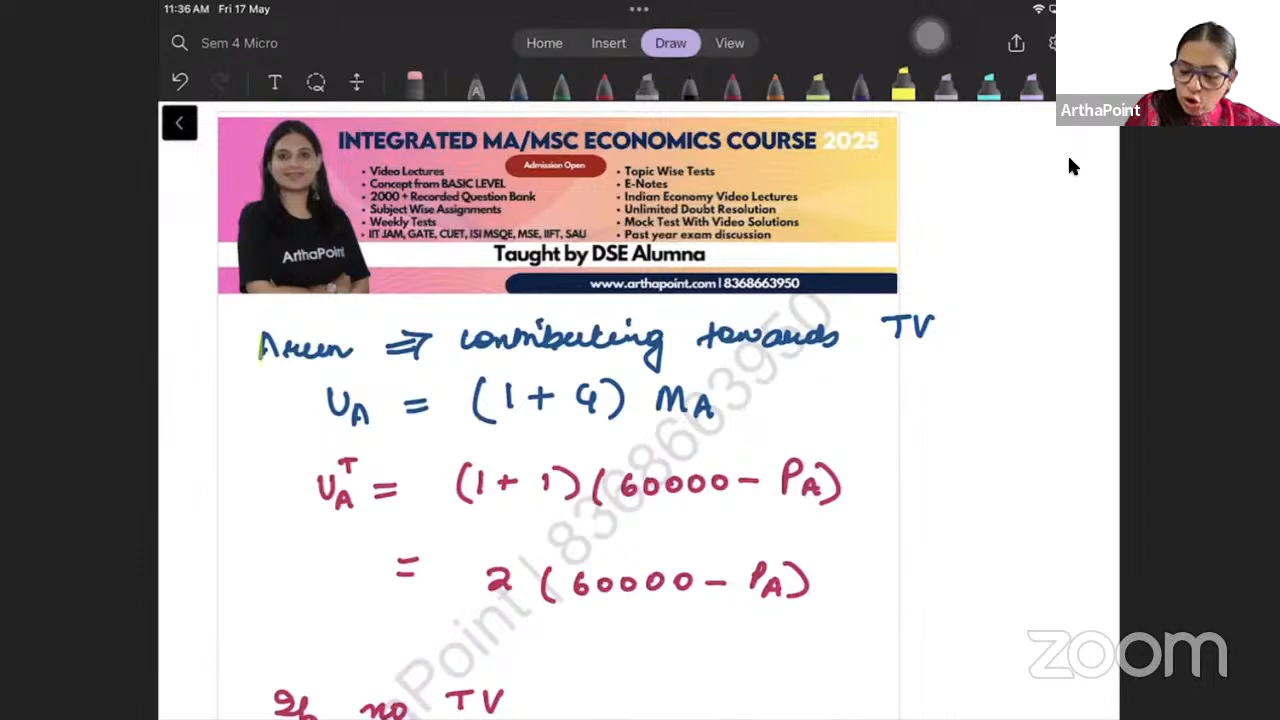 11:36 AM Fri 17 May
Sem 4 Micro
Home Insert Draw View
ArthaPoint
INTEGRATED MA/MSC ECONOMICS COURSE 2025
Admission Open
• Video Lectures
• Concept from BASIC LEVEL
• 2000 + Recorded Question Bank
• Subject Wise Assignments
• Weekly Tests
• IIT JAM, GATE, CUET, ISI MSQE, MSE, IIFT, SAU
• Topic Wise Tests
• E-Notes
• Indian Economy Video Lectures
• Unlimited Doubt Resolution
• Mock Test With Video Solutions
• Past year exam discussion
ArthaPoint
Taught by DSE Alumna
www.arthapoint.com | 8368663950
⇒ contributing towards TV
U_A = (1 + G) M_A
U_A^T = (1 + 1) (60000 - P_A)
= 2 (60000 - P_A)
If no TV
Point | 8368663950
zoom